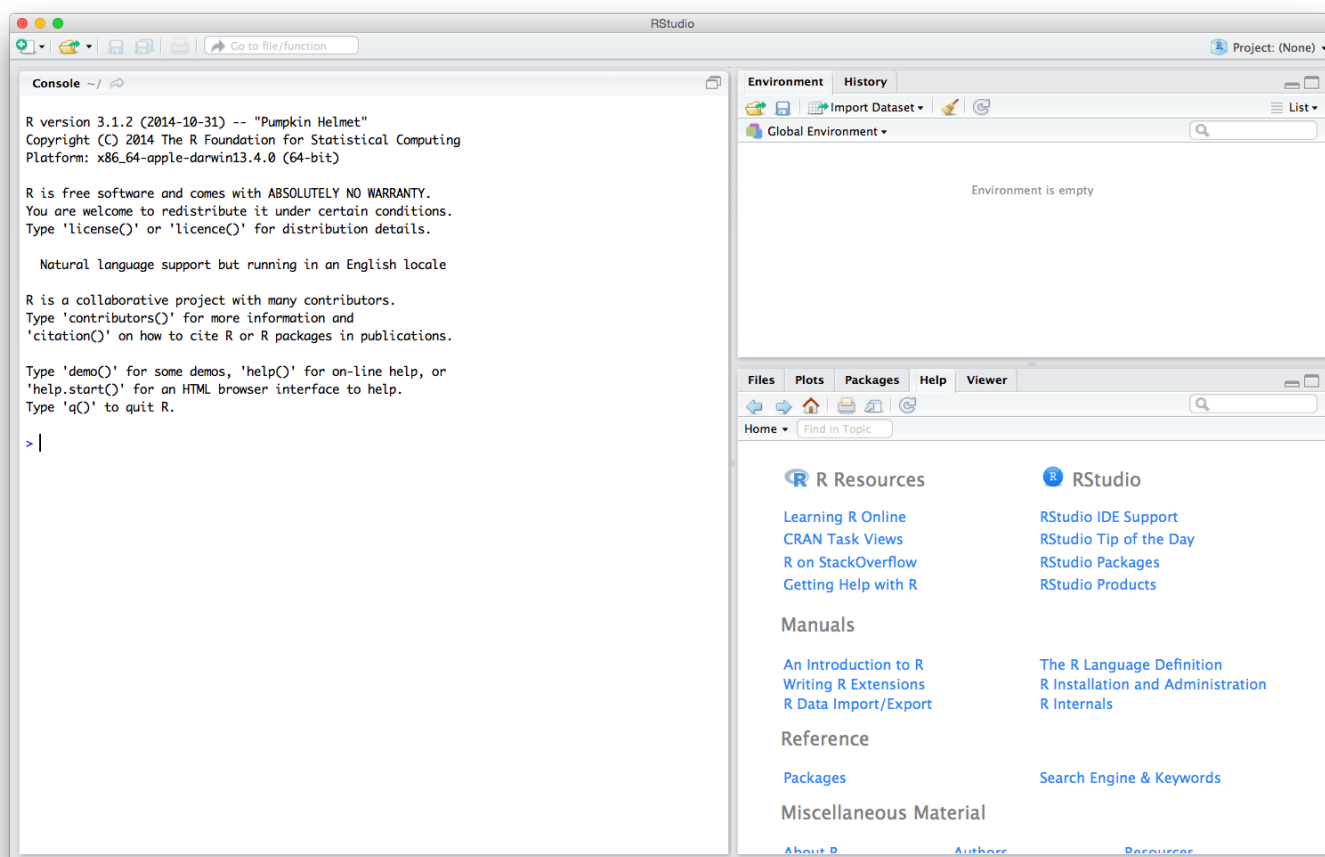 RStudio
Go to file/function
Project: (None)
Console ~/
R version 3.1.2 (2014-10-31) -- "Pumpkin Helmet"
Copyright (C) 2014 The R Foundation for Statistical Computing
Platform: x86_64-apple-darwin13.4.0 (64-bit)
R is free software and comes with ABSOLUTELY NO WARRANTY.
You are welcome to redistribute it under certain conditions.
Type 'license()' or 'licence()' for distribution details.
Natural language support but running in an English locale
R is a collaborative project with many contributors.
Type 'contributors()' for more information and
'citation()' on how to cite R or R packages in publications.
Type 'demo()' for some demos, 'help()' for on-line help, or
'help.start()' for an HTML browser interface to help.
Type 'q()' to quit R.
>
Environment History
Import Dataset List
Global Environment
Environment is empty
Files Plots Packages Help Viewer
Home Find in Topic
R Resources
Learning R Online
CRAN Task Views
R on StackOverflow
Getting Help with R
R RStudio
RStudio IDE Support
RStudio Tip of the Day
RStudio Packages
RStudio Products
Manuals
An Introduction to R
Writing R Extensions
R Data Import/Export
The R Language Definition
R Installation and Administration
R Internals
Reference
Packages
Search Engine & Keywords
Miscellaneous Material
About R Authors Resources